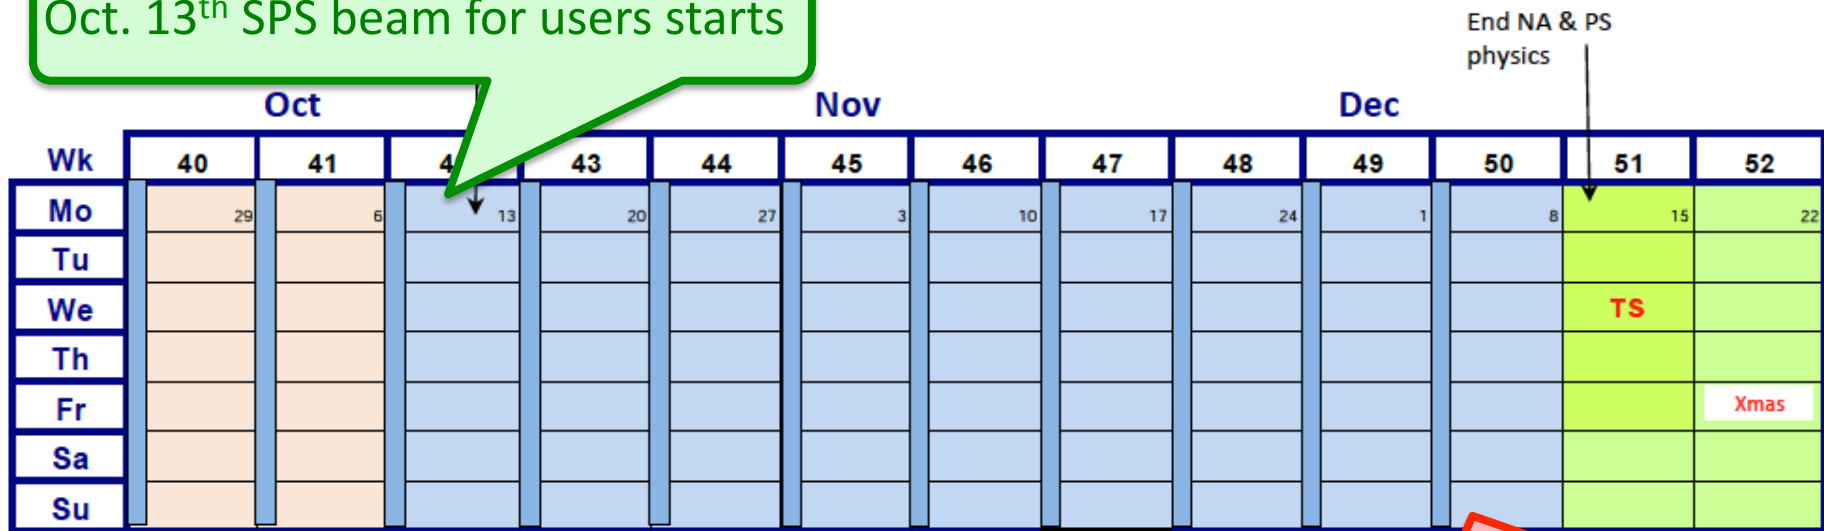 Oct. 13th SPS beam for users starts
End NA & PS
physics
Oct Nov Dec
Wk 40 41 43 44 45 46 47 48 49 50 51 52
Mo 29 6 13 20 27 3 10 17 24 1 8 15 22
Tu
We TS
Th
Fr Xmas
Sa
Su